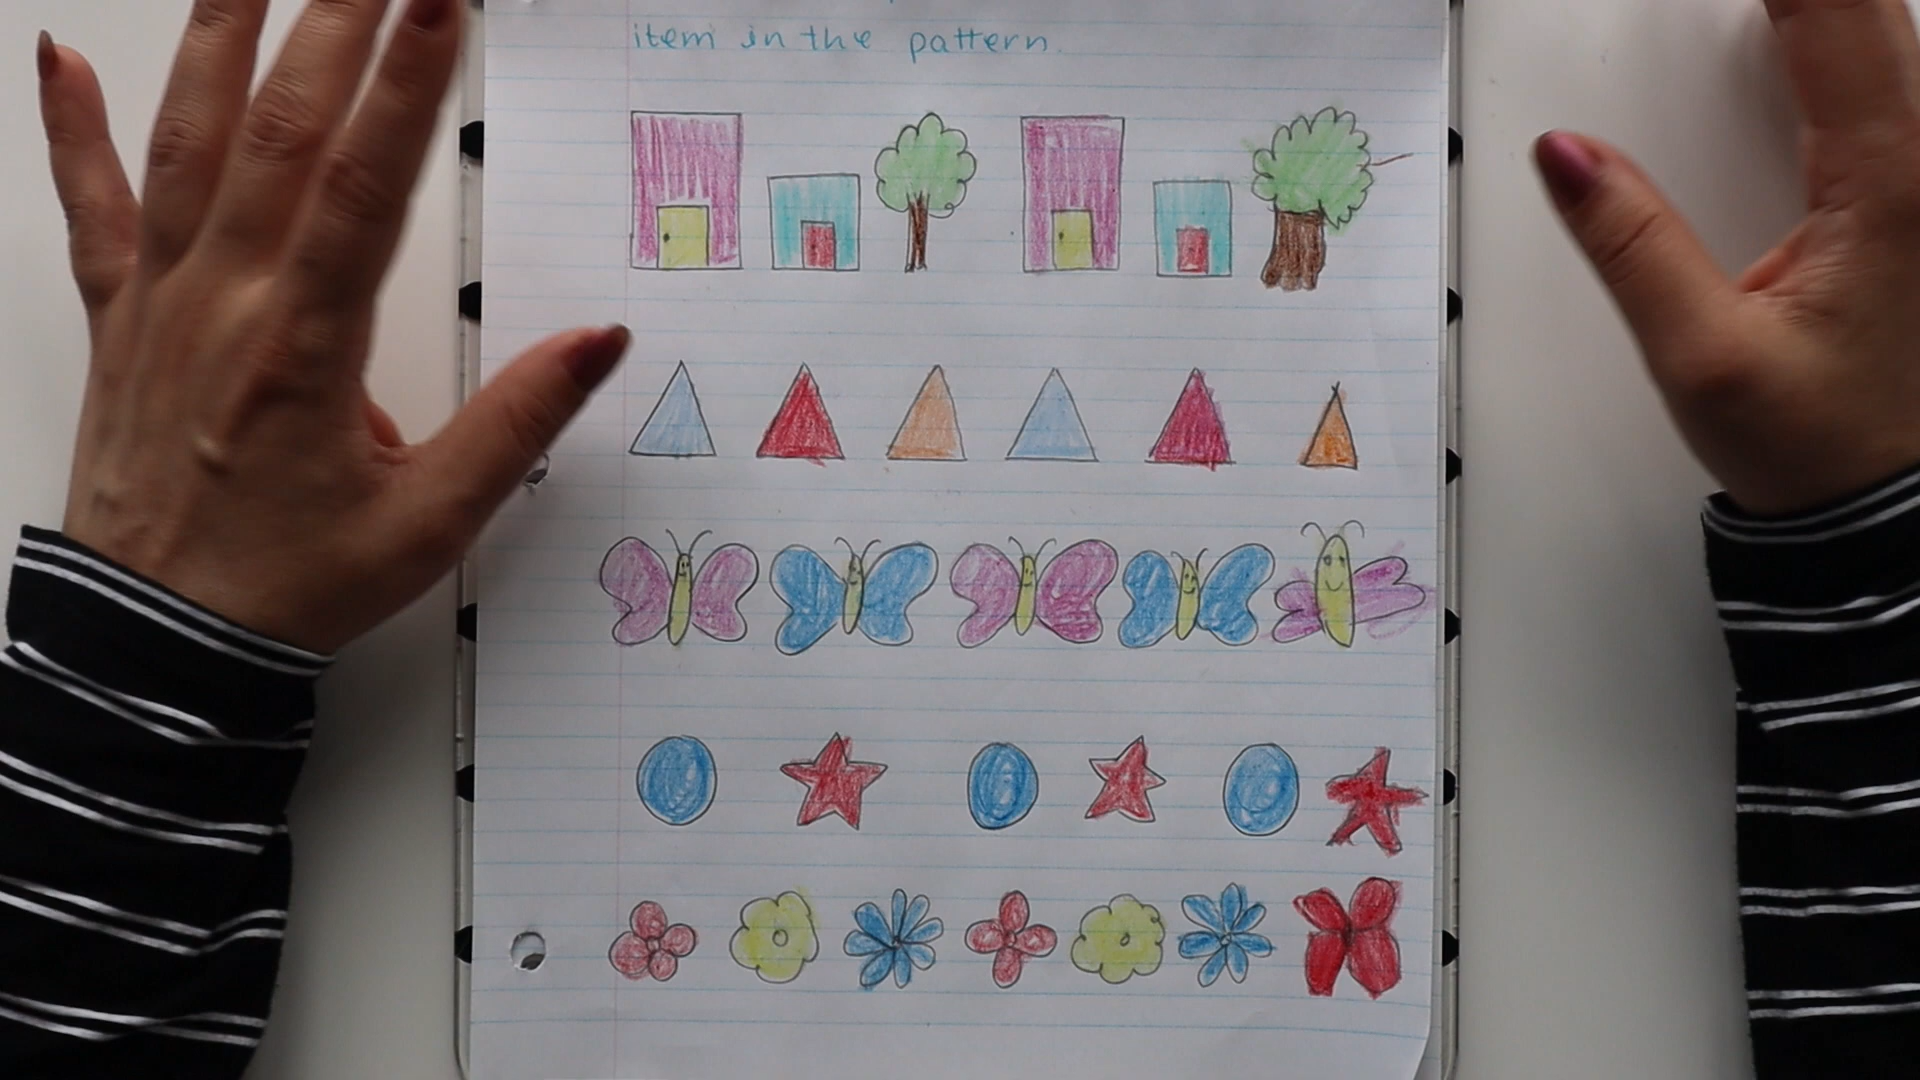 item in the pattern.